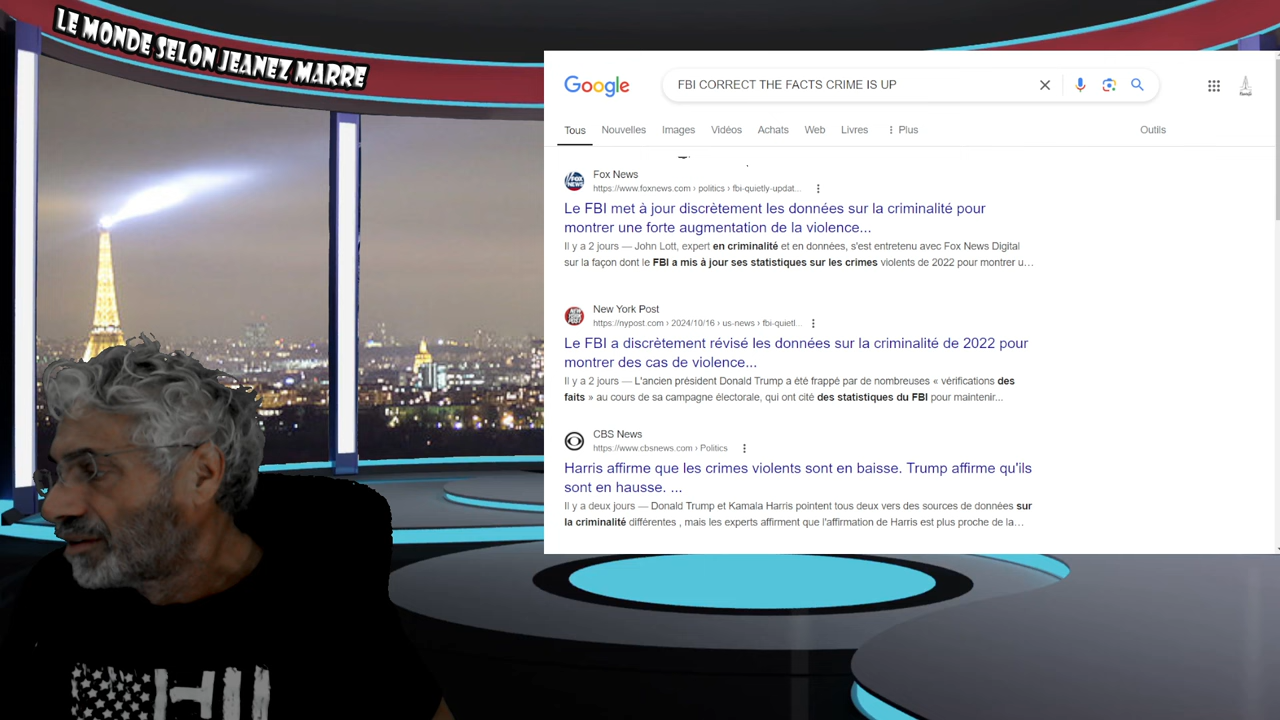 LE MONDE SELON JEANEZ MARRE
Google
FBI CORRECT THE FACTS CRIME IS UP
Tous Nouvelles Images Vidéos Achats Web Livres Plus Outils
FOX NEWS
Fox News
https://www.foxnews.com › politics › fbi-quietly-updat...
Le FBI met à jour discrètement les données sur la criminalité pour
montrer une forte augmentation de la violence...
Il y a 2 jours — John Lott, expert en criminalité et en données, s'est entretenu avec Fox News Digital
sur la façon dont le FBI a mis à jour ses statistiques sur les crimes violents de 2022 pour montrer u...
New York Post
https://nypost.com › 2024/10/16 › us-news › fbi-quietl...
Le FBI a discrètement révisé les données sur la criminalité de 2022 pour
montrer des cas de violence...
Il y a 2 jours — L'ancien président Donald Trump a été frappé par de nombreuses « vérifications des
faits » au cours de sa campagne électorale, qui ont cité des statistiques du FBI pour maintenir...
CBS News
https://www.cbsnews.com › Politics
Harris affirme que les crimes violents sont en baisse. Trump affirme qu'ils
sont en hausse. ...
Il y a deux jours — Donald Trump et Kamala Harris pointent tous deux vers des sources de données sur
la criminalité différentes , mais les experts affirment que l'affirmation de Harris est plus proche de la...